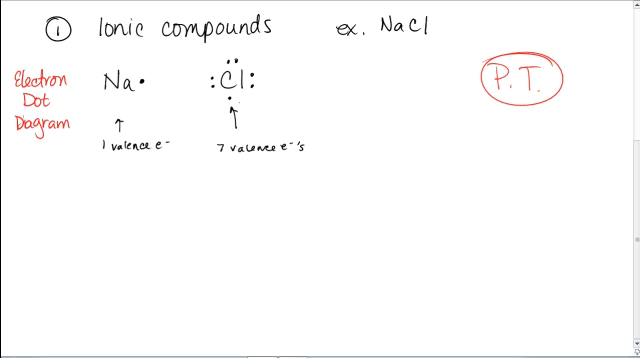 ① Ionic compounds ex. NaCl
Electron Dot Diagram
Na• :Cl:
P.T.
1 valence e⁻
7 valence e⁻'s